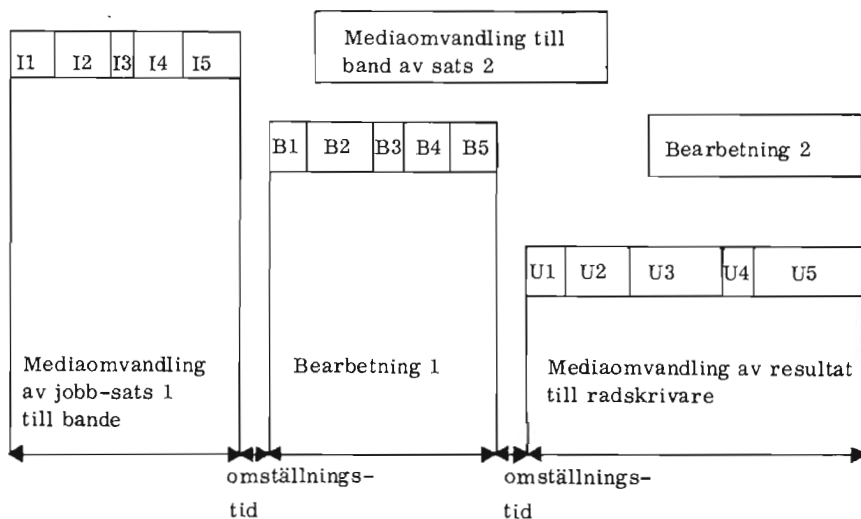 I1 I2 I3 I4 I5
Mediaomvandling till
band av sats 2
B1 B2 B3 B4 B5
Bearbetning 2
U1 U2 U3 U4 U5
Mediaomvandling
av jobb-sats 1
till bande
Bearbetning 1
Mediaomvandling av resultat
till radskrivare
omställnings-
tid
omställnings-
tid